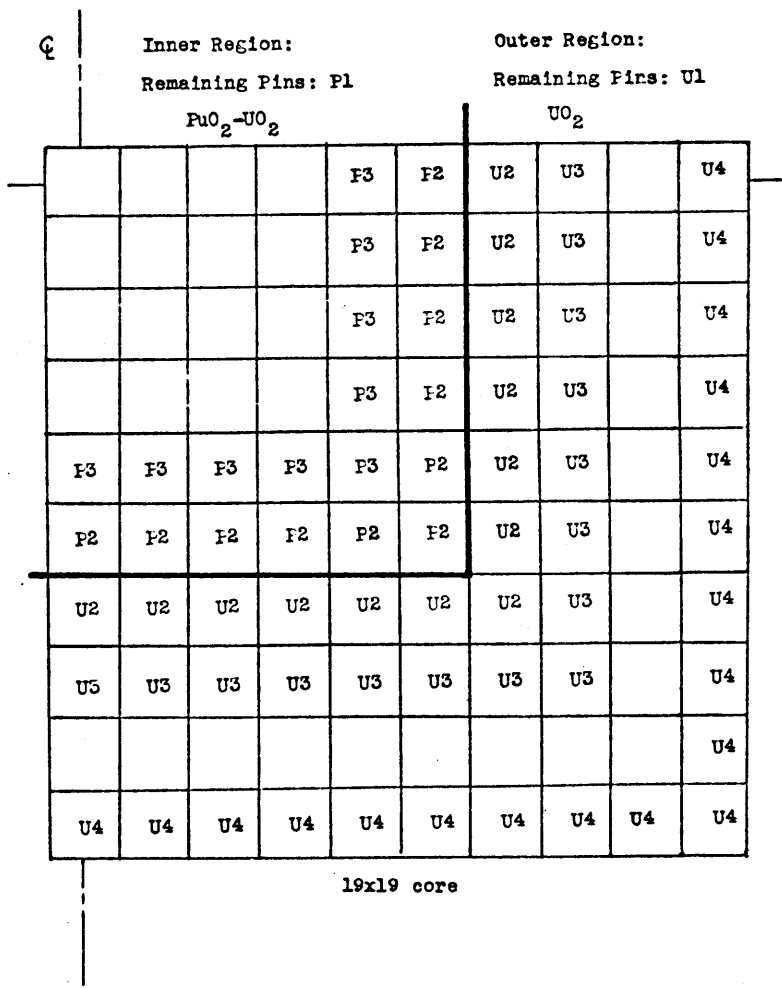 ℄ Inner Region: Outer Region:
Remaining Pins: P1 Remaining Pins: U1
PuO2-UO2 UO2
P3 P2 U2 U3 U4
P3 P2 U2 U3 U4
P3 P2 U2 U3 U4
P3 P2 U2 U3 U4
P3 P3 P3 P3 P3 P2 U2 U3 U4
P2 P2 P2 P2 P2 P2 U2 U3 U4
U2 U2 U2 U2 U2 U2 U2 U3 U4
U3 U3 U3 U3 U3 U3 U3 U3 U4
U4
U4 U4 U4 U4 U4 U4 U4 U4 U4 U4
19x19 core